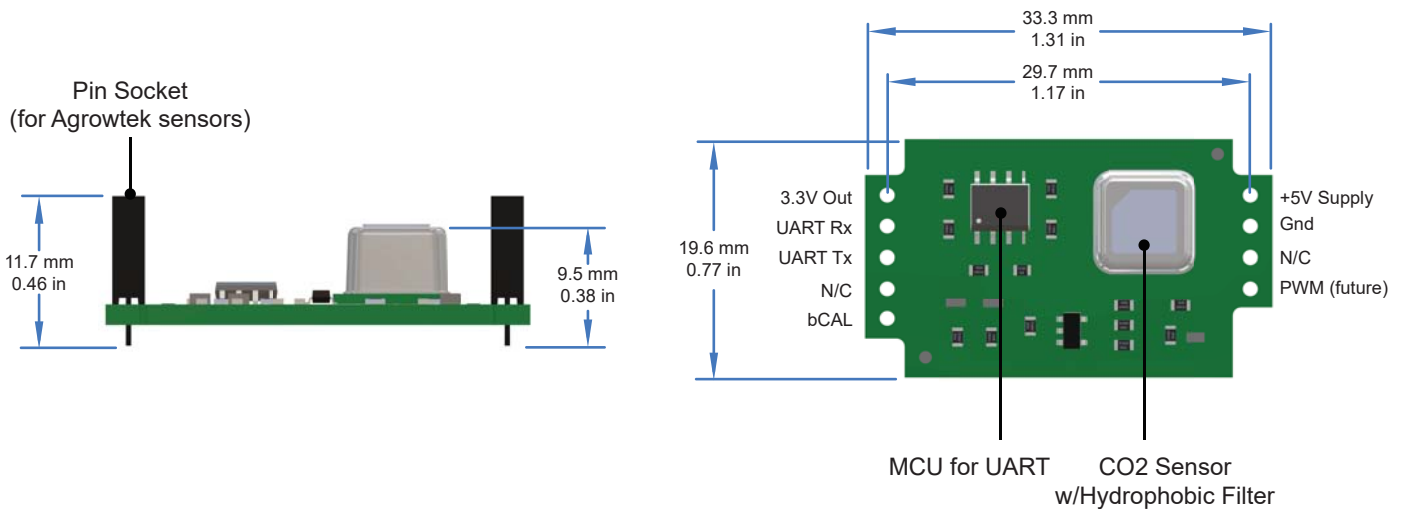 Pin Socket
(for Agrowtek sensors)
11.7 mm
0.46 in
9.5 mm
0.38 in
33.3 mm
1.31 in
29.7 mm
1.17 in
19.6 mm
0.77 in
3.3V Out
UART Rx
UART Tx
N/C
bCAL
+5V Supply
Gnd
N/C
PWM (future)
MCU for UART
CO2 Sensor
w/Hydrophobic Filter